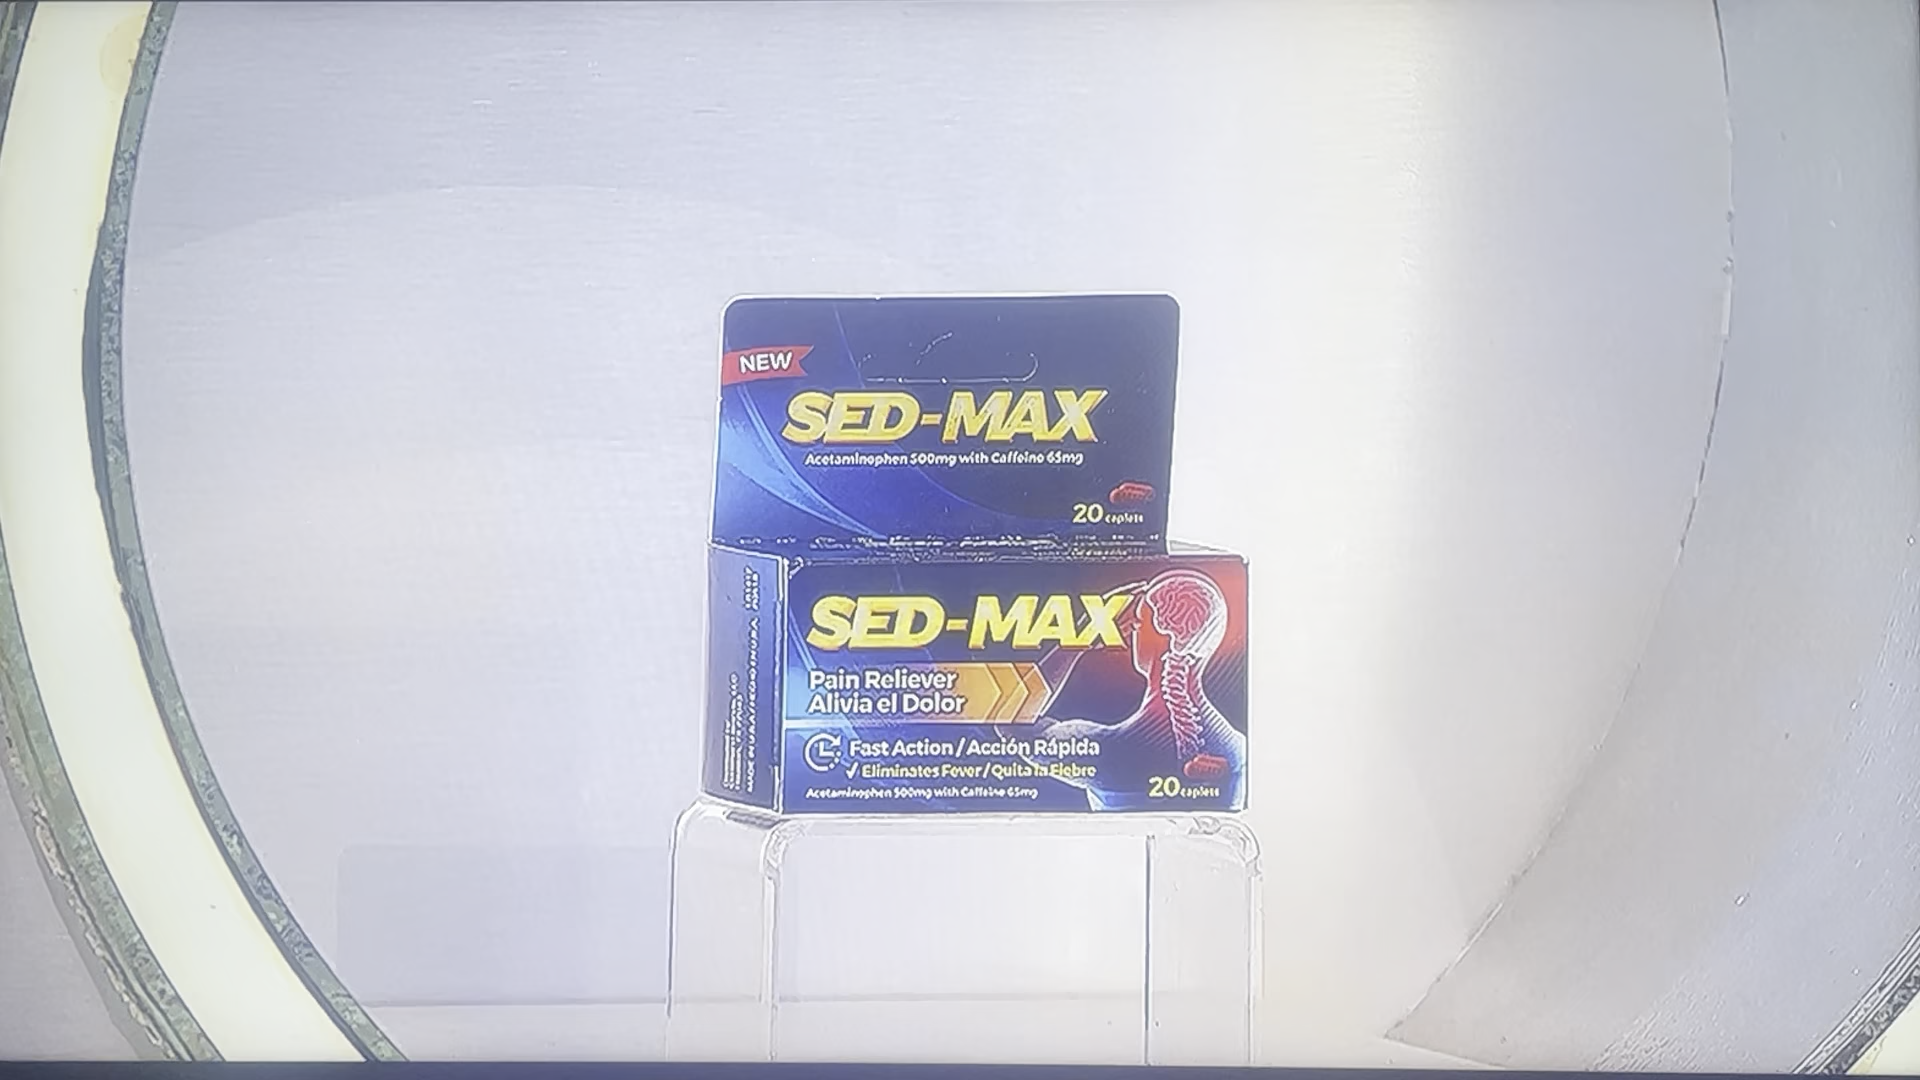 NEW
SED-MAX
Acetaminophen 500mg with Caffeine 65mg
20 caplets
SED-MAX
Pain Reliever
Alivia el Dolor
Fast Action / Acción Rápida
✓ Eliminates Fever / Quita la Fiebre
Acetaminophen 500mg with Caffeine 65mg
20 caplets